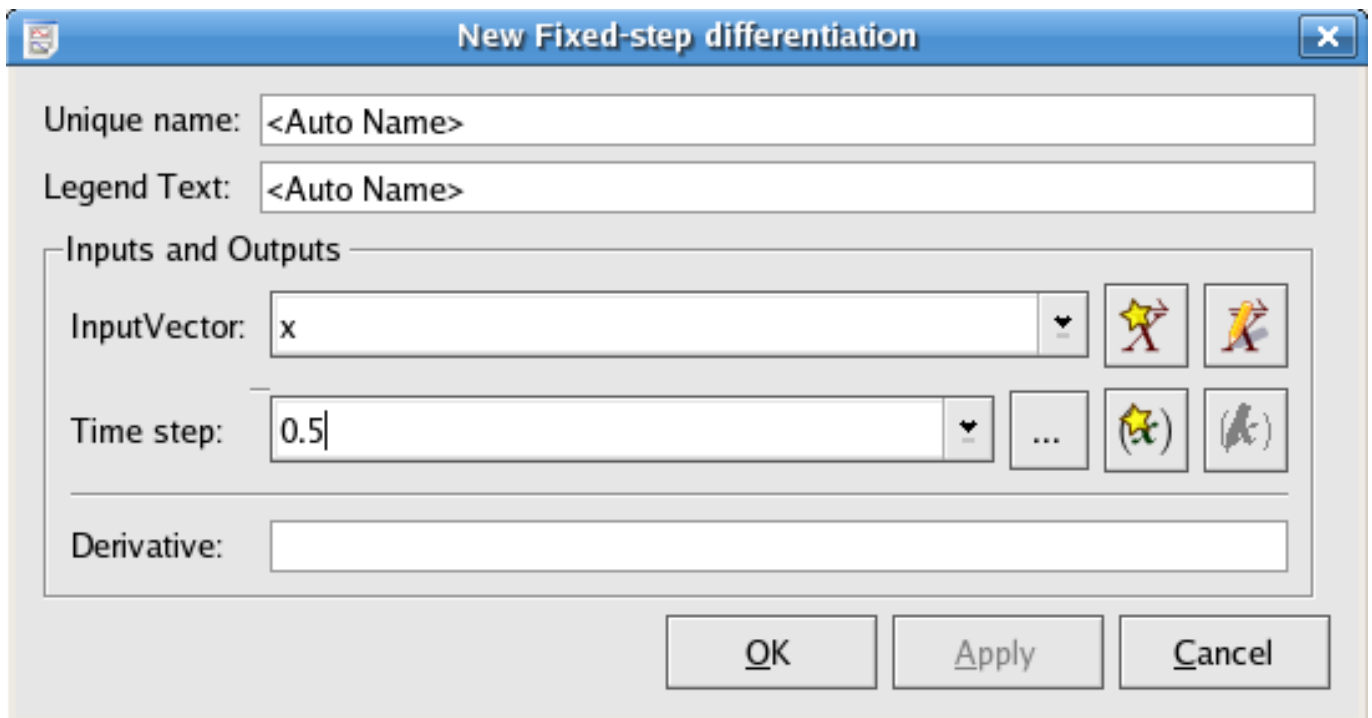 New Fixed-step differentiation
Unique name: <Auto Name>
Legend Text: <Auto Name>
Inputs and Outputs
InputVector: x
Time step: 0.5 ... (x) (x)
Derivative:
OK Apply Cancel